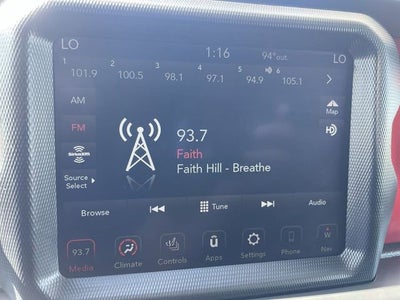 LO 1:16 94°out LO
1 2 3 4 5 6
101.9 100.5 98.1 97.1 94.9 105.1
AM
Map
FM
93.7
SiriusXM
Faith
Source
Select
Faith Hill - Breathe
Browse Tune Audio
93.7 û W
Media Climate Controls Apps Settings Phone Nav